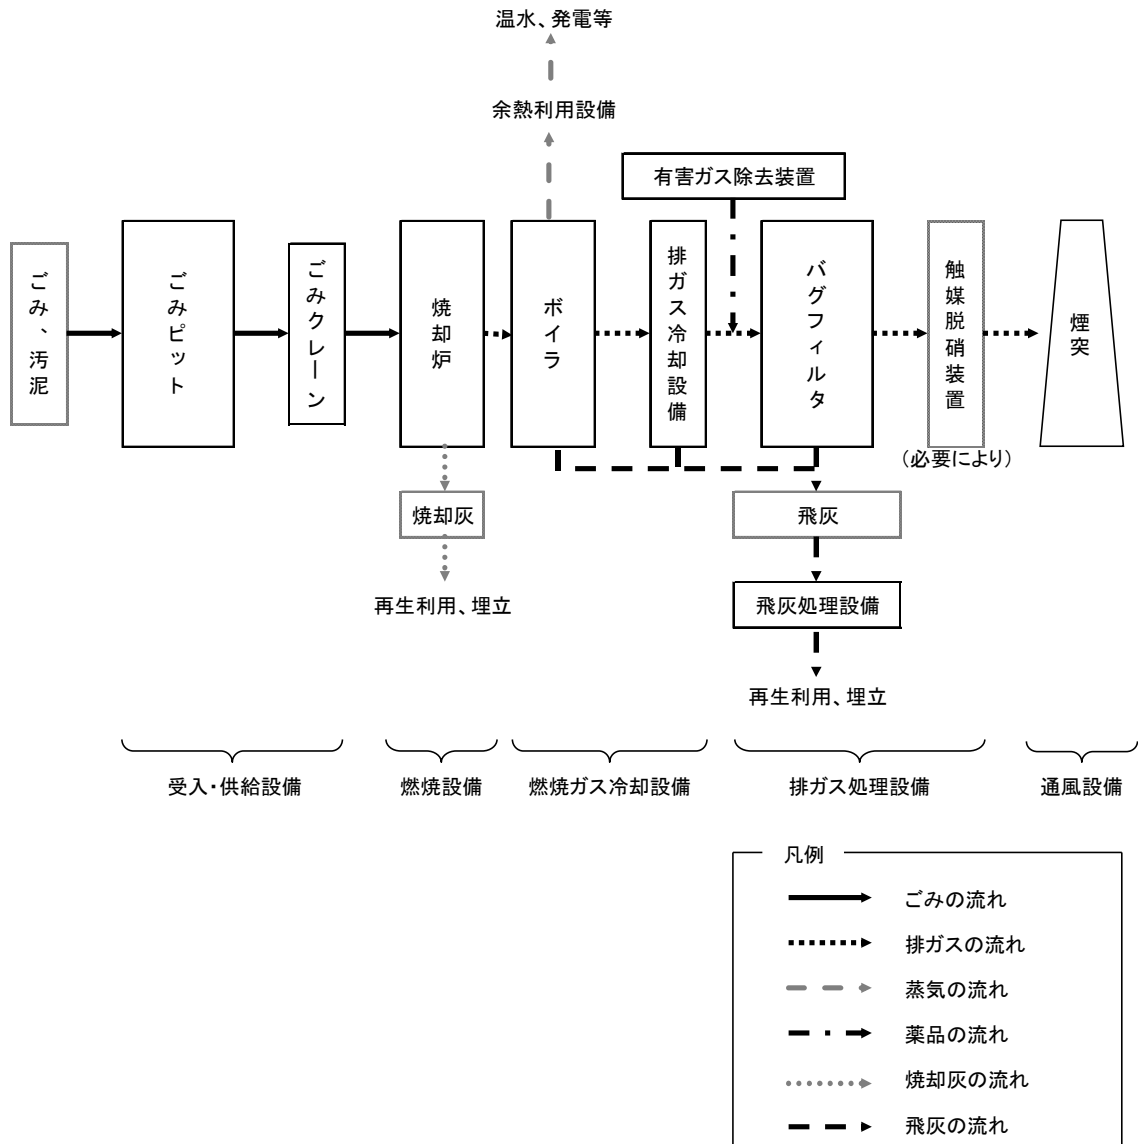 温水、発電等
余熱利用設備
有害ガス除去装置
ごみ、汚泥
ごみピット
ごみクレーン
焼却炉
ボイラ
排ガス冷却設備
バグフィルタ
触媒脱硝装置
煙突
（必要により）
焼却灰
飛灰
再生利用、埋立
飛灰処理設備
再生利用、埋立
受入・供給設備
燃焼設備
燃焼ガス冷却設備
排ガス処理設備
通風設備
凡例
ごみの流れ
排ガスの流れ
蒸気の流れ
薬品の流れ
焼却灰の流れ
飛灰の流れ